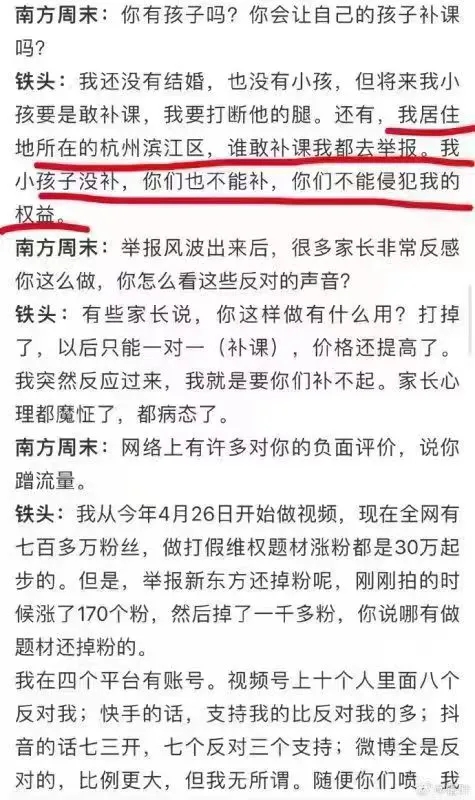 南方周末：你有孩子吗？你会让自己的孩子补课
吗？
铁头：我还没有结婚，也没有小孩，但将来我小
孩要是敢补课，我要打断他的腿。还有，我居住
地所在的杭州滨江区，谁敢补课我都去举报。我
小孩子没补，你们也不能补，你们不能侵犯我的
权益。
南方周末：举报风波出来后，很多家长非常反感
你这么做，你怎么看这些反对的声音？
铁头：有些家长说，你这样做有什么用？打掉
了，以后只能一对一（补课），价格还提高了。
我突然反应过来，我就是要你们补不起。家长心
理都魔怔了，都病态了。
南方周末：网络上有许多对你的负面评价，说你
蹭流量。
铁头：我从今年4月26日开始做视频，现在全网有
七百多万粉丝，做打假维权题材涨粉都是30万起
步的。但是，举报新东方还掉粉呢，刚刚拍的时
候涨了170个粉，然后掉了一千多粉，你说哪有做
题材还掉粉的。
我在四个平台有账号。视频号上十个人里面八个
反对我；快手的话，支持我的比反对我的多；抖
音的话七三开，七个反对三个支持；微博全是反
对的，比例更大，但我无所谓。随便你们喷，我